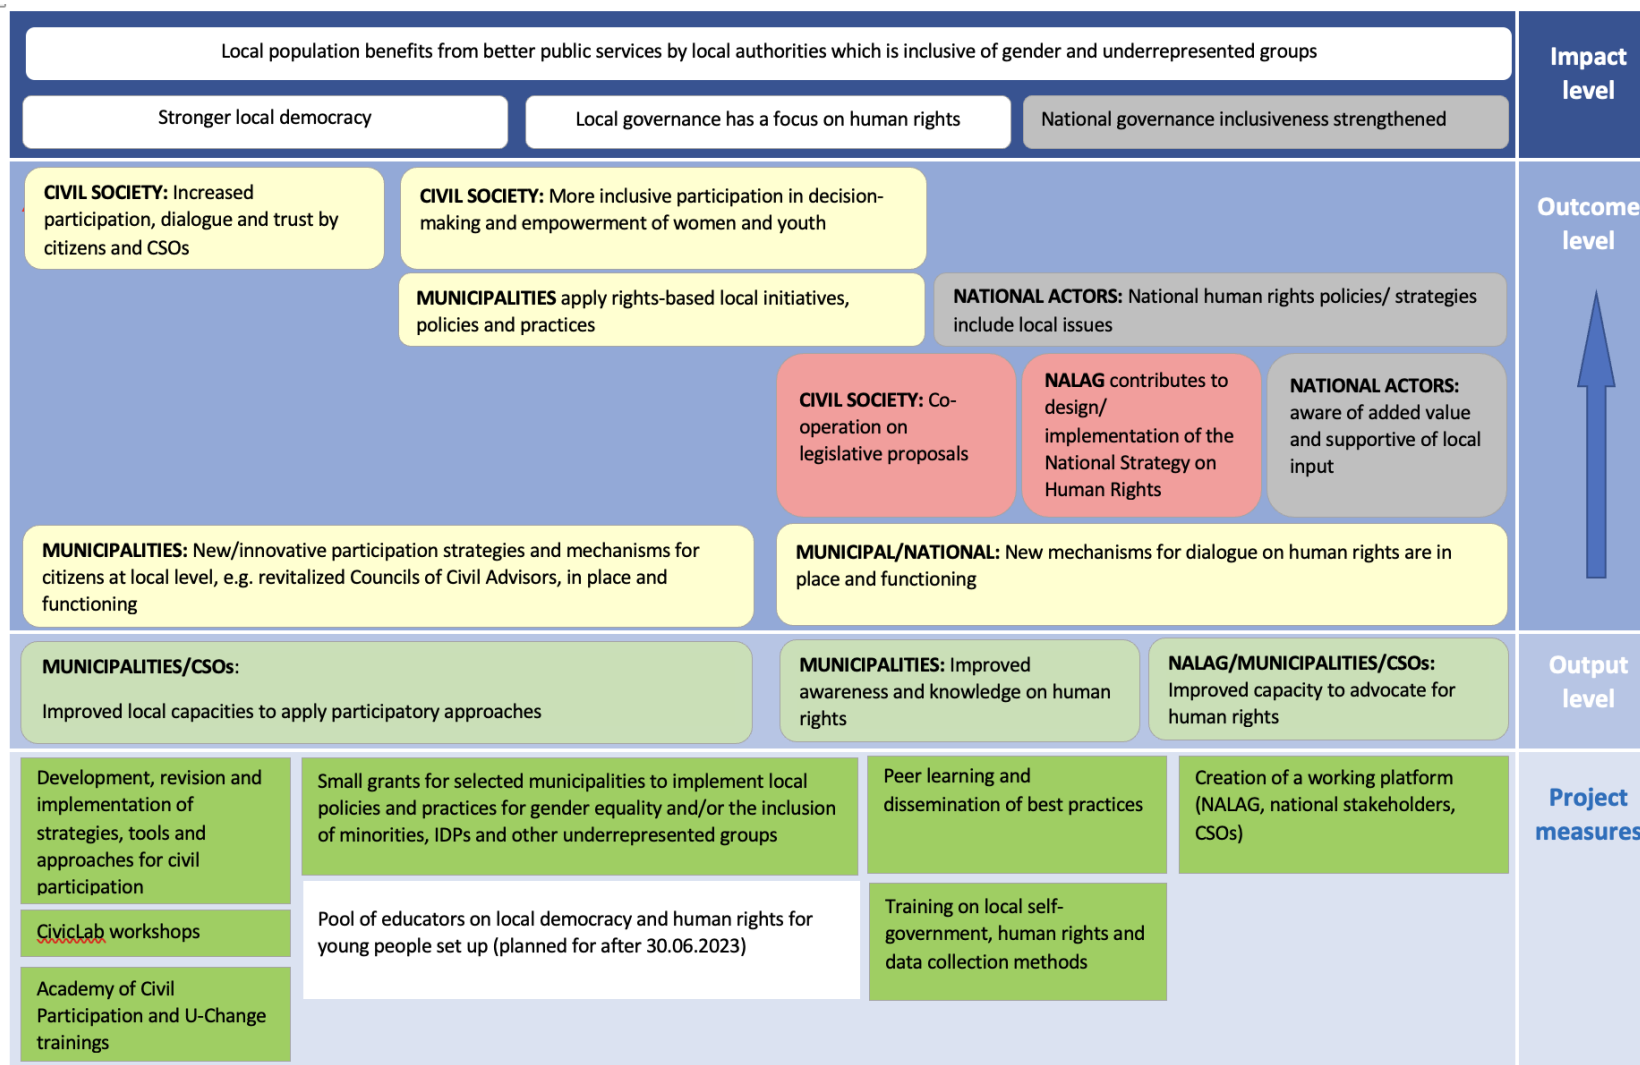 Local population benefits from better public services by local authorities which is inclusive of gender and underrepresented groups
Stronger local democracy
Local governance has a focus on human rights
National governance inclusiveness strengthened
Impact
level
CIVIL SOCIETY: Increased
participation, dialogue and trust by
citizens and CSOs
CIVIL SOCIETY: More inclusive participation in decision-
making and empowerment of women and youth
MUNICIPALITIES apply rights-based local initiatives,
policies and practices
NATIONAL ACTORS: National human rights policies/ strategies
include local issues
CIVIL SOCIETY: Co-
operation on
legislative proposals
NALAG contributes to
design/
implementation of the
National Strategy on
Human Rights
NATIONAL ACTORS:
aware of added value
and supportive of local
input
MUNICIPALITIES: New/innovative participation strategies and mechanisms for
citizens at local level, e.g. revitalized Councils of Civil Advisors, in place and
functioning
MUNICIPAL/NATIONAL: New mechanisms for dialogue on human rights are in
place and functioning
Outcome
level
MUNICIPALITIES/CSOs:
Improved local capacities to apply participatory approaches
MUNICIPALITIES: Improved
awareness and knowledge on human
rights
NALAG/MUNICIPALITIES/CSOs:
Improved capacity to advocate for
human rights
Output
level
Development, revision and
implementation of
strategies, tools and
approaches for civil
participation
CivicLab workshops
Academy of Civil
Participation and U-Change
trainings
Small grants for selected municipalities to implement local
policies and practices for gender equality and/or the inclusion
of minorities, IDPs and other underrepresented groups
Pool of educators on local democracy and human rights for
young people set up (planned for after 30.06.2023)
Peer learning and
dissemination of best practices
Training on local self-
government, human rights and
data collection methods
Creation of a working platform
(NALAG, national stakeholders,
CSOs)
Project
measures